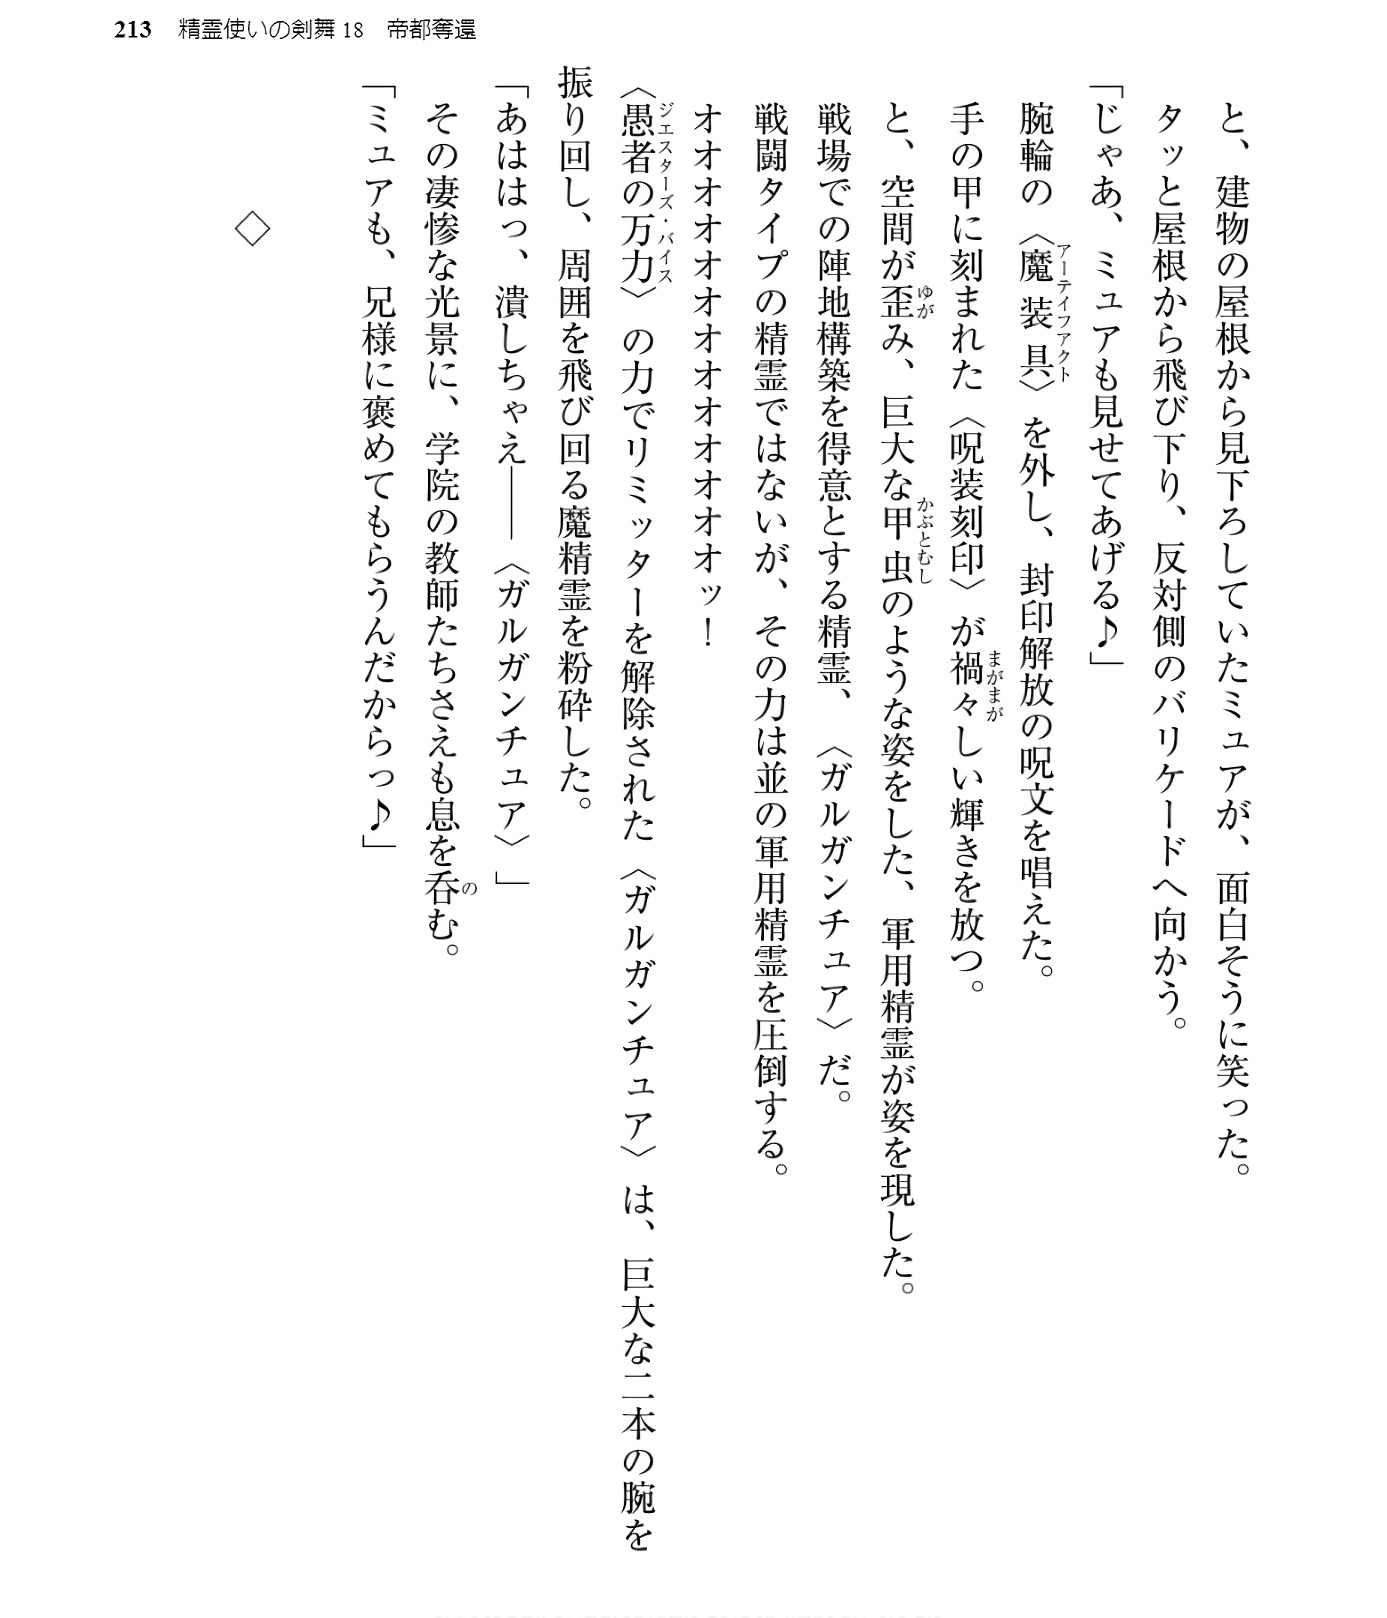 213　精霊使いの剣舞 18　帝都奪還
　と、建物の屋根から見下ろしていたミュアが、面白そうに笑った。
　タッと屋根から飛び下り、反対側のバリケードへ向かう。
「じゃあ、ミュアも見せてあげる♪」
　腕輪の〈魔装具〉を外し、封印解放の呪文を唱えた。
アーティファクト
　手の甲に刻まれた〈呪装刻印〉が禍々しい輝きを放つ。
まがまが
　と、空間が歪み、巨大な甲虫のような姿をした、軍用精霊が姿を現した。
ゆが
かぶとむし
　戦場での陣地構築を得意とする精霊、〈ガルガンチュア〉だ。
　戦闘タイプの精霊ではないが、その力は並の軍用精霊を圧倒する。
　オオオオオオオオオオオオオッ！
〈愚者の万力〉の力でリミッターを解除された〈ガルガンチュア〉は、巨大な二本の腕を
ジェスターズ・バイス
振り回し、周囲を飛び回る魔精霊を粉砕した。
「あははっ、潰しちゃえ――〈ガルガンチュア〉」
　その凄惨な光景に、学院の教師たちさえも息を呑む。
の
「ミュアも、兄様に褒めてもらうんだからっ♪」
◇